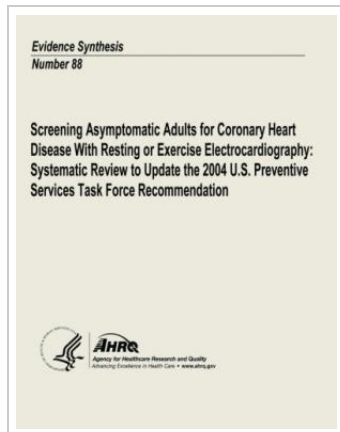 Evidence Synthesis
Number 88
Screening Asymptomatic Adults for Coronary Heart
Disease With Resting or Exercise Electrocardiography:
Systematic Review to Update the 2004 U.S. Preventive
Services Task Force Recommendation
AHRQ
Agency for Healthcare Research and Quality
Advancing Excellence in Health Care • www.ahrq.gov